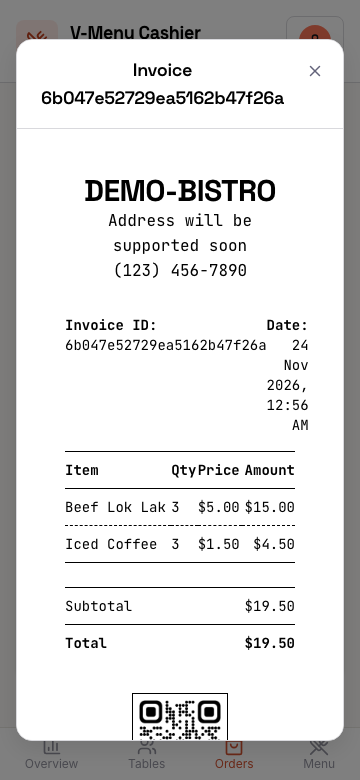 V-Menu Cashier
Invoice
6b047e52729ea5162b47f26a
DEMO-BISTRO
Address will be
supported soon
(123) 456-7890
Invoice ID: Date:
6b047e52729ea5162b47f26a 24
Nov
2026,
12:56
AM
Item Qty Price Amount
Beef Lok Lak 3 $5.00 $15.00
Iced Coffee 3 $1.50 $4.50
Subtotal $19.50
Total $19.50
Overview Tables Orders Menu